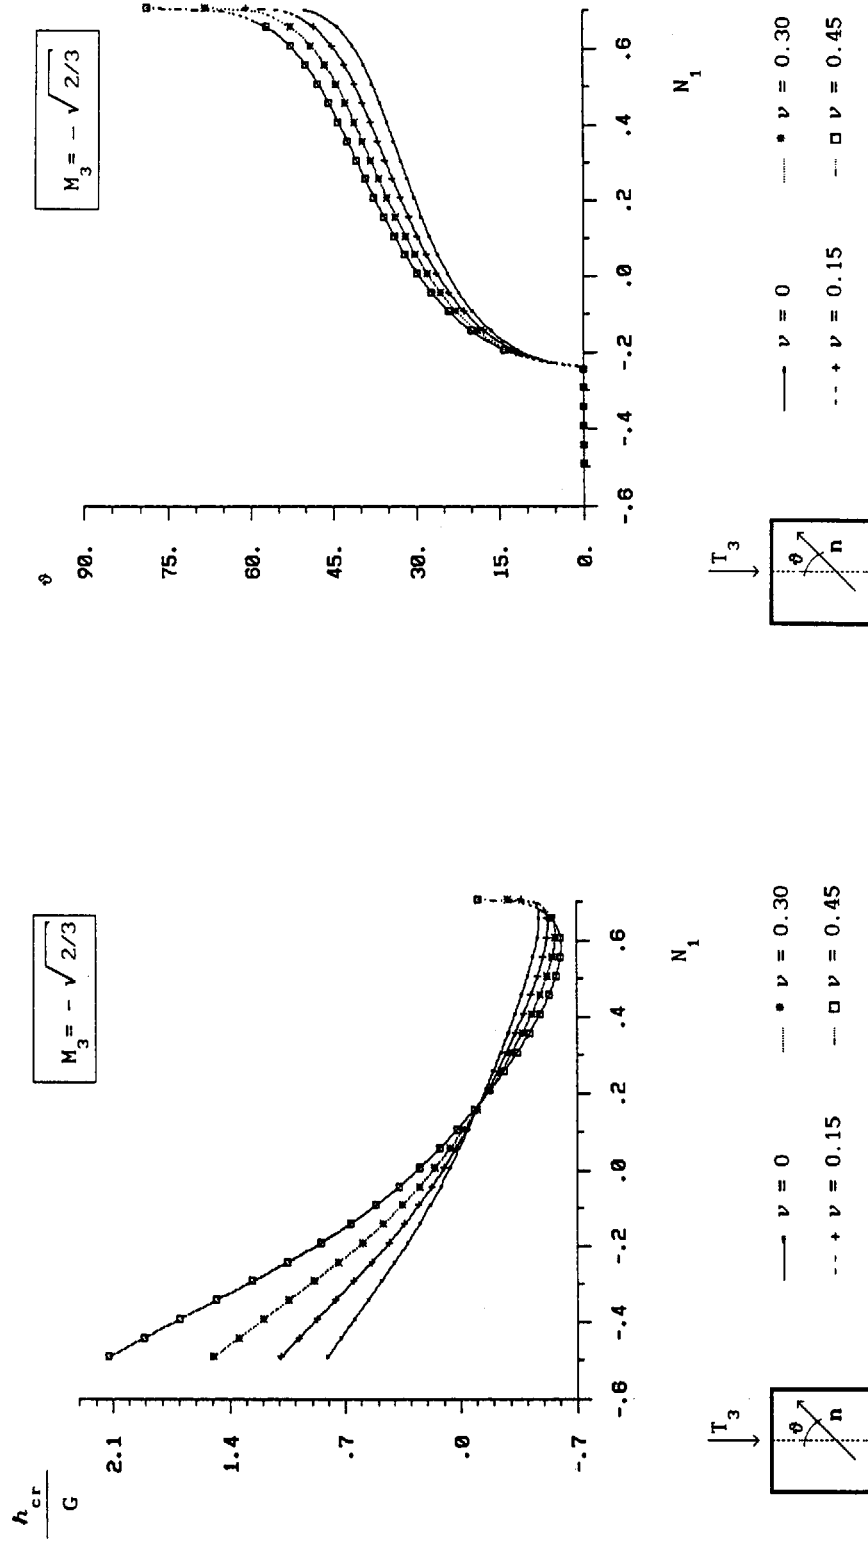 h_cr / G
M_3 = - √2/3
2.1
1.4
.7
.0
-.7
-.6 -.4 -.2 .0 .2 .4 .6
N_1
T_3
ϑ
n
ν = 0
* ν = 0.30
+ ν = 0.15
□ ν = 0.45
ϑ
M_3 = - √2/3
90.
75.
60.
45.
30.
15.
0.
-.6 -.4 -.2 .0 .2 .4 .6
N_1
T_3
ϑ
n
ν = 0
* ν = 0.30
+ ν = 0.15
□ ν = 0.45